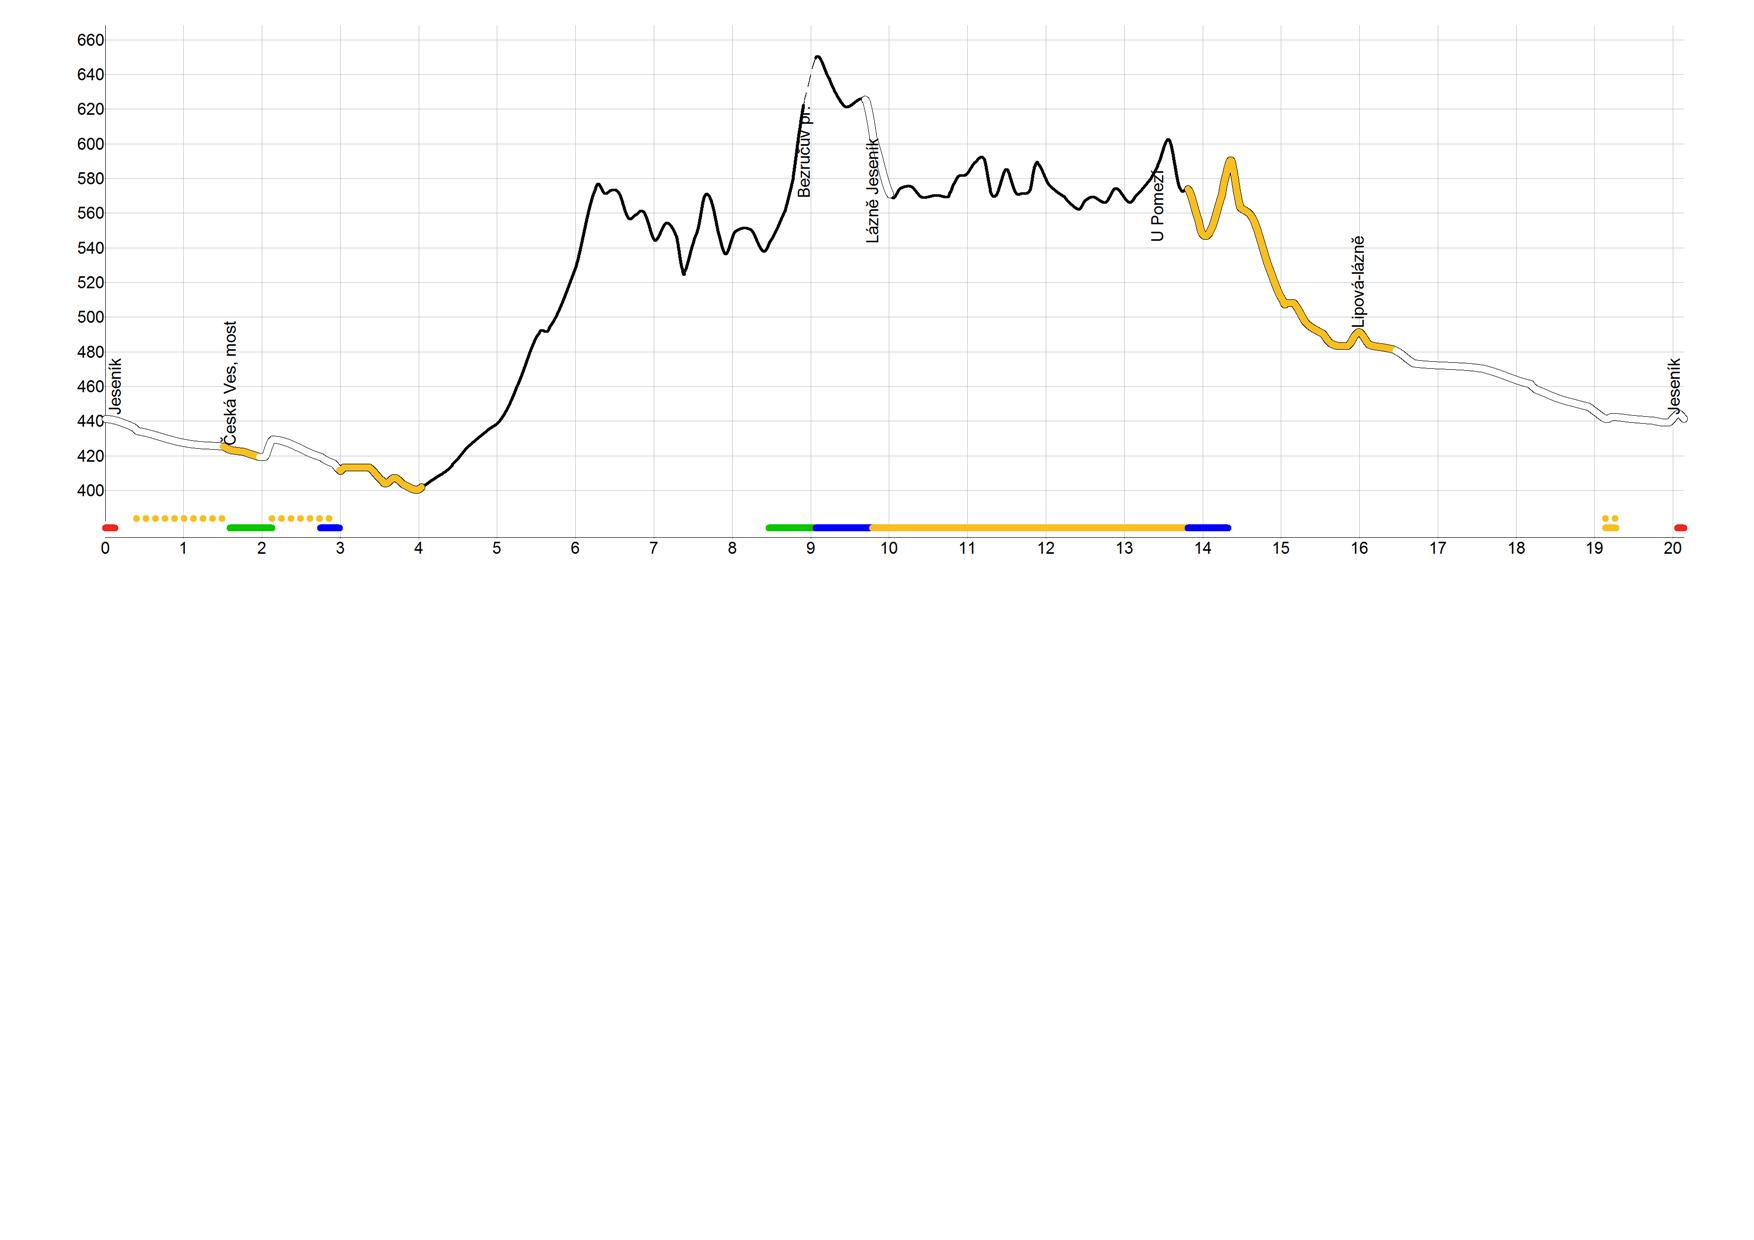 660
640
620
600
580
560
540
520
500
480
460
440
420
400
Jeseník
Česká Ves, most
Bezručův pr.
Lázně Jeseník
U Pomezí
Lipová-lázně
Jeseník
0 1 2 3 4 5 6 7 8 9 10 11 12 13 14 15 16 17 18 19 20